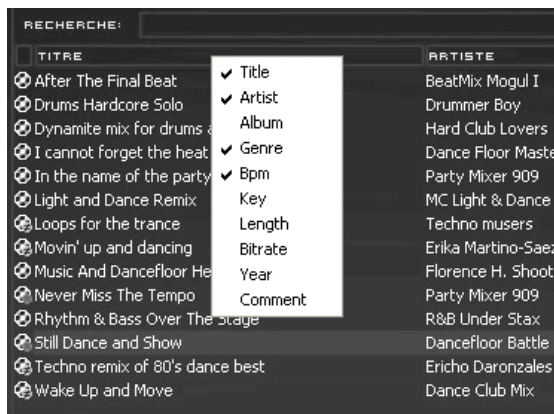 RECHERCHE:
TITRE ARTISTE
After The Final Beat BeatMix Mogul I
Drums Hardcore Solo Drummer Boy
Dynamite mix for drums Hard Club Lovers
I cannot forget the heat Dance Floor Maste
In the name of the party Party Mixer 909
Light and Dance Remix MC Light & Dance
Loops for the trance Techno musers
Movin' up and dancing Erika Martino-Saez
Music And Dancefloor He Florence H. Shoot
Never Miss The Tempo Party Mixer 909
Rhythm & Bass Over The Stage R&B Under Stax
Still Dance and Show Dancefloor Battle
Techno remix of 80's dance best Ericho Daronzales
Wake Up and Move Dance Club Mix
Title
Artist
Album
Genre
Bpm
Key
Length
Bitrate
Year
Comment